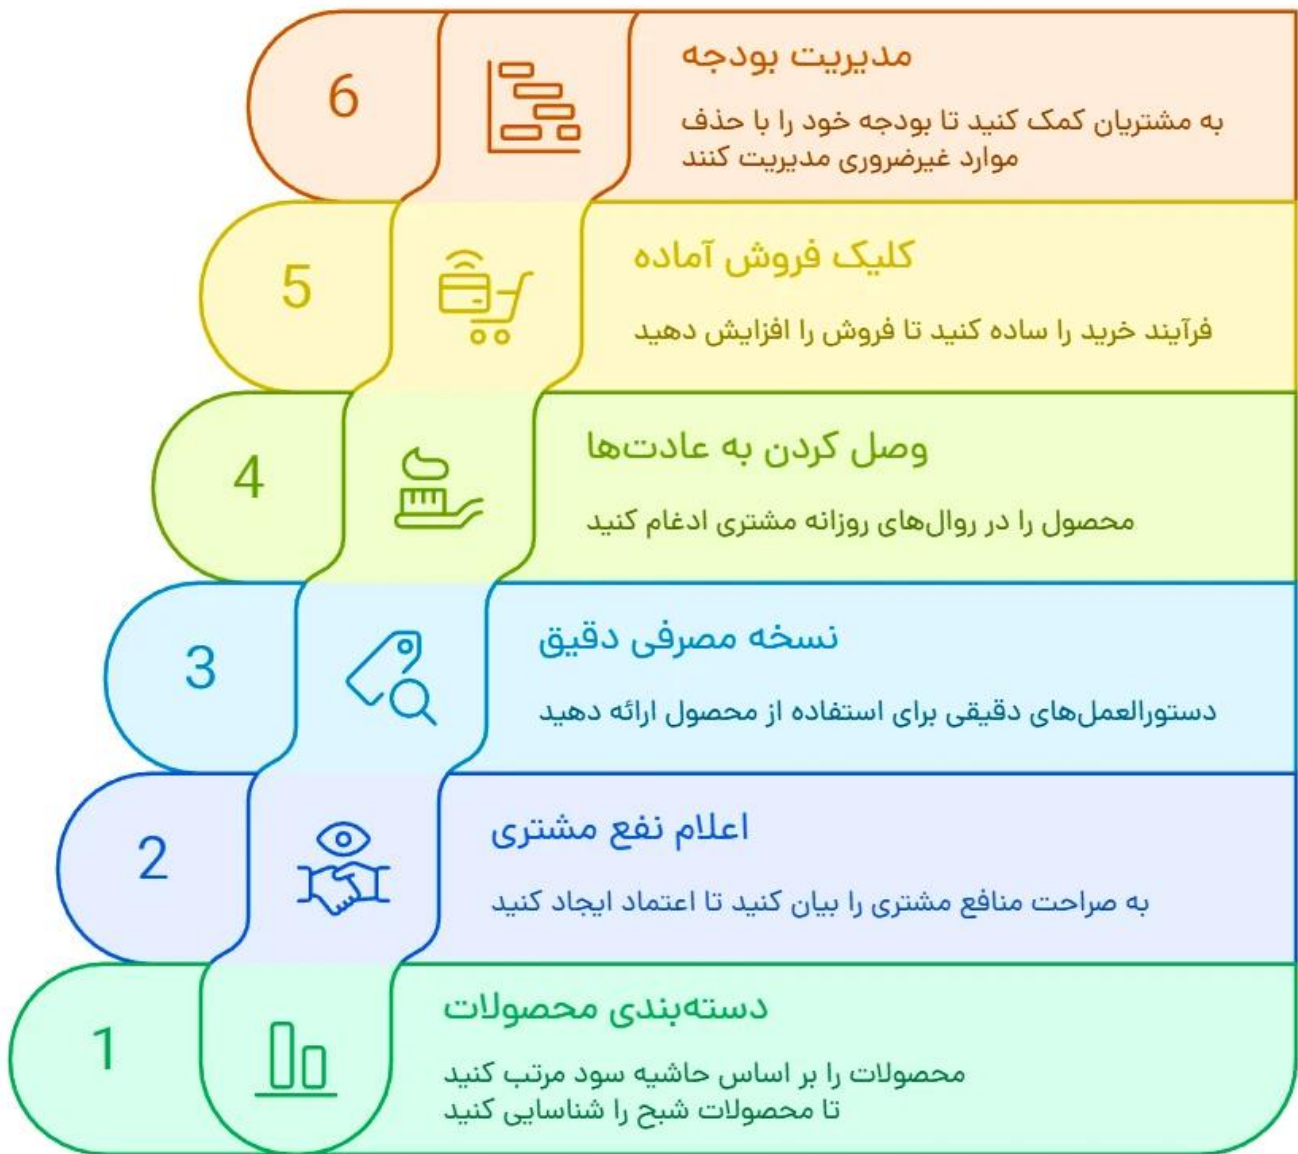 6
مدیریت بودجه
به مشتریان کمک کنید تا بودجه خود را با حذف
موارد غیرضروری مدیریت کنند
5
کلیک فروش آماده
فرآیند خرید را ساده کنید تا فروش را افزایش دهید
4
وصل کردن به عادت‌ها
محصول را در روال‌های روزانه مشتری ادغام کنید
3
نسخه مصرفی دقیق
دستورالعمل‌های دقیقی برای استفاده از محصول ارائه دهید
2
اعلام نفع مشتری
به صراحت منافع مشتری را بیان کنید تا اعتماد ایجاد کنید
1
دسته‌بندی محصولات
محصولات را بر اساس حاشیه سود مرتب کنید
تا محصولات شبح را شناسایی کنید